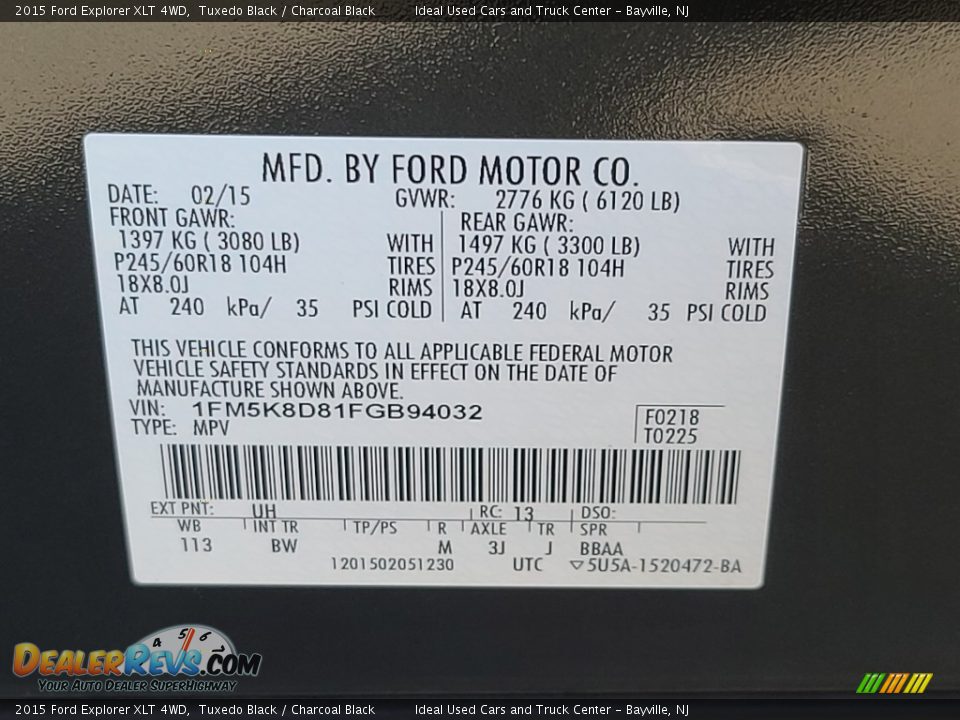 2015 Ford Explorer XLT 4WD, Tuxedo Black / Charcoal Black Ideal Used Cars and Truck Center - Bayville, NJ
MFD. BY FORD MOTOR CO.
DATE: 02/15 GVWR: 2776 KG ( 6120 LB)
FRONT GAWR: REAR GAWR:
1397 KG ( 3080 LB) WITH 1497 KG ( 3300 LB) WITH
P245/60R18 104H TIRES P245/60R18 104H TIRES
18X8.0J RIMS 18X8.0J RIMS
AT 240 kPa/ 35 PSI COLD AT 240 kPa/ 35 PSI COLD
THIS VEHICLE CONFORMS TO ALL APPLICABLE FEDERAL MOTOR
VEHICLE SAFETY STANDARDS IN EFFECT ON THE DATE OF
MANUFACTURE SHOWN ABOVE.
VIN: 1FM5K8D81FGB94032 F0218
TYPE: MPV T0225
EXT PNT: UH RC: 13 DSO:
WB INT TR TP/PS R AXLE TR SPR
113 BW M 3J J BBAA
1201502051230 UTC ▽5U5A-1520472-BA
4 5 6
DEALERREVS.COM
YOUR AUTO DEALER SUPERHIGHWAY
2015 Ford Explorer XLT 4WD, Tuxedo Black / Charcoal Black Ideal Used Cars and Truck Center - Bayville, NJ